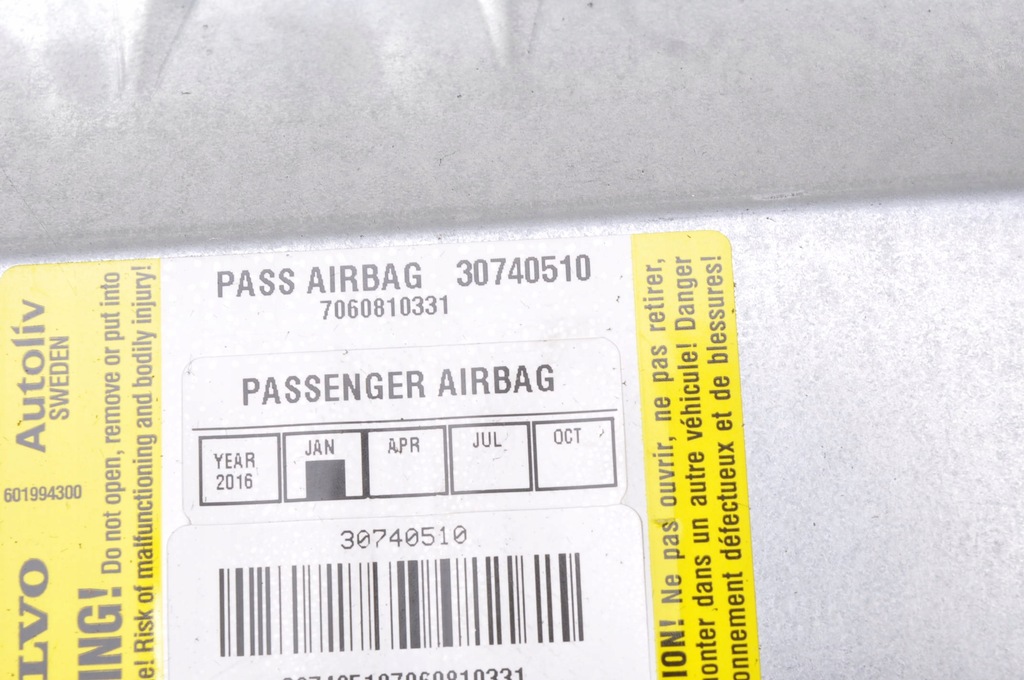 PASS AIRBAG 30740510
7060810331
PASSENGER AIRBAG
YEAR 2016
JAN
APR
JUL
OCT
30740510
Autoliv
SWEDEN
601994300
Do not open, remove or put into
Risk of malfunctioning and bodily injury!
Ne pas ouvrir, ne pas retirer,
dans un autre véhicule! Danger
défectueux et de blessures!